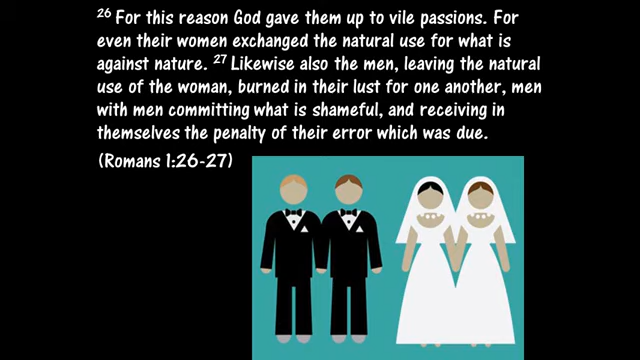 26 For this reason God gave them up to vile passions. For
even their women exchanged the natural use for what is
against nature. 27 Likewise also the men, leaving the natural
use of the woman, burned in their lust for one another, men
with men committing what is shameful, and receiving in
themselves the penalty of their error which was due.
(Romans 1:26-27)